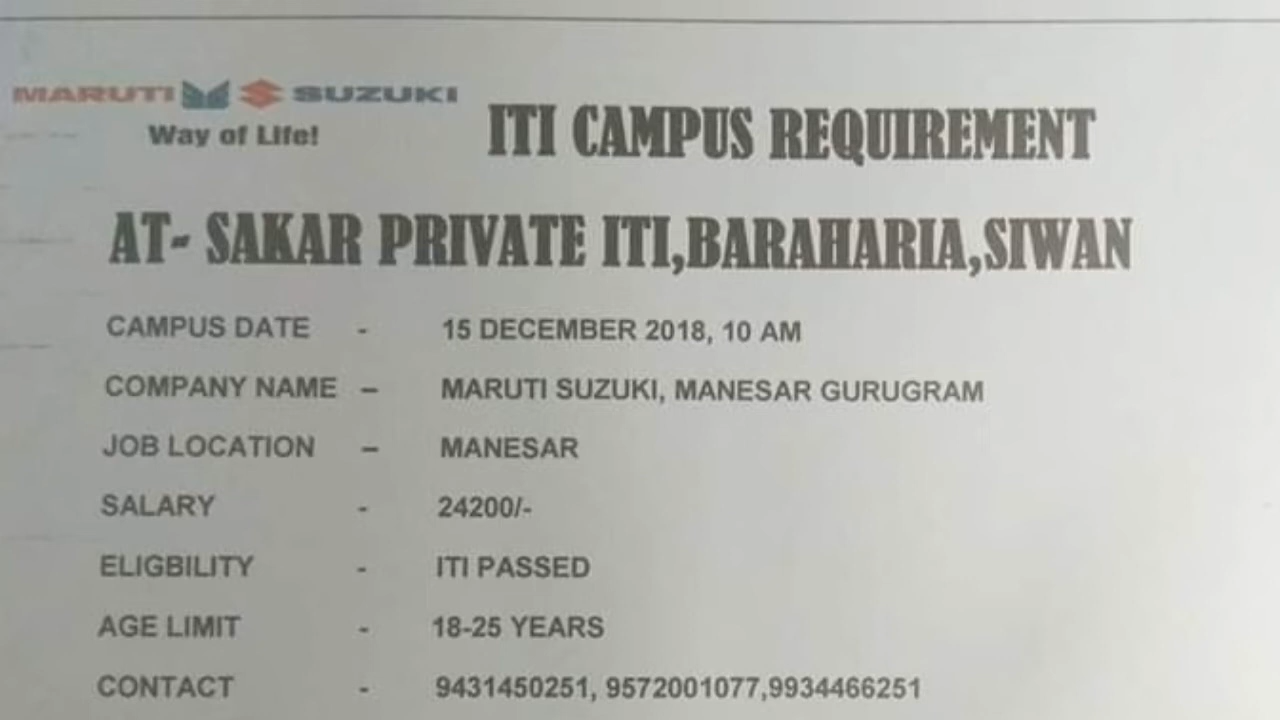 MARUTI SUZUKI
Way of Life!
ITI CAMPUS REQUIREMENT
AT- SAKAR PRIVATE ITI,BARAHARIA,SIWAN
CAMPUS DATE - 15 DECEMBER 2018, 10 AM
COMPANY NAME – MARUTI SUZUKI, MANESAR GURUGRAM
JOB LOCATION – MANESAR
SALARY - 24200/-
ELIGBILITY - ITI PASSED
AGE LIMIT - 18-25 YEARS
CONTACT - 9431450251, 9572001077,9934466251